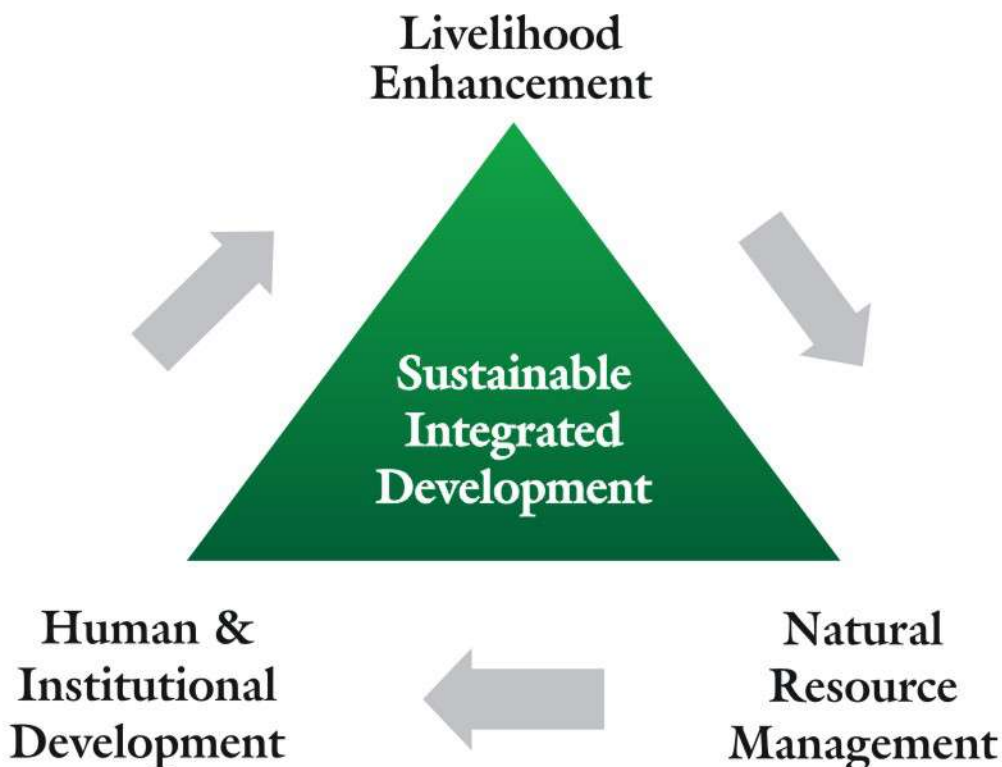 Livelihood
Enhancement
Sustainable
Integrated
Development
Human &
Institutional
Development
Natural
Resource
Management